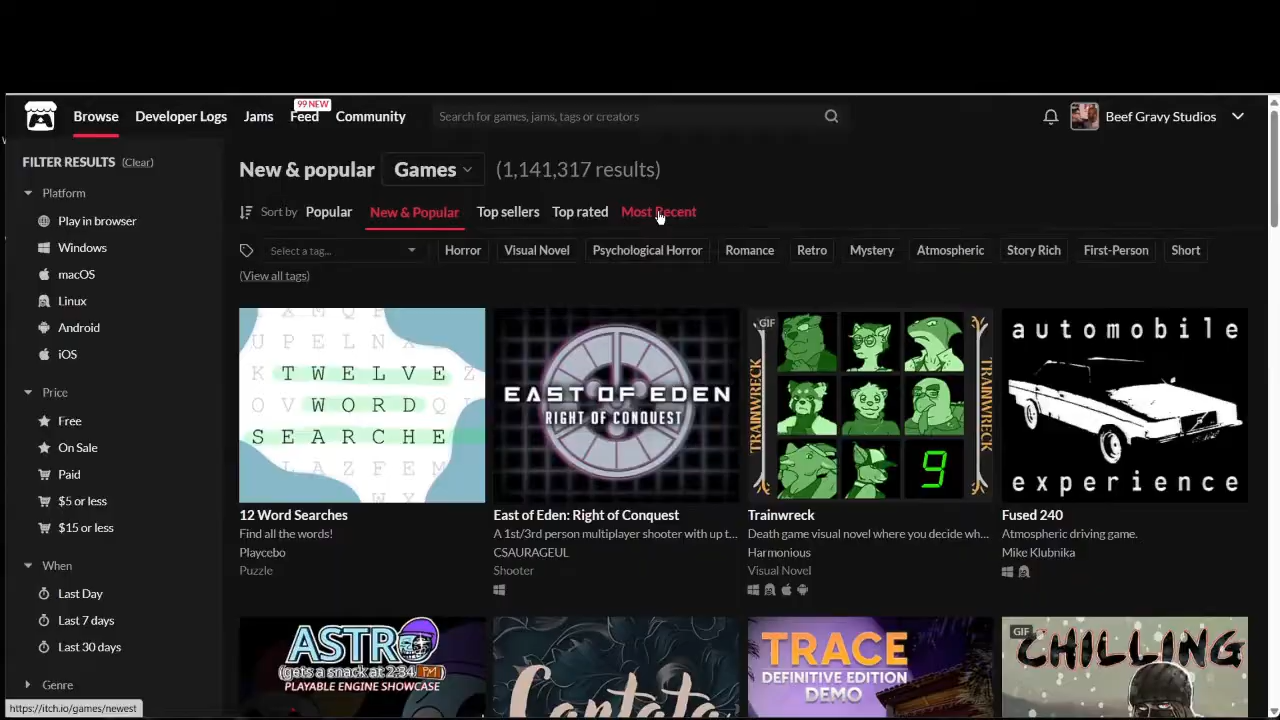 Browse
Developer Logs
Jams
99 NEW
Feed
Community
Search for games, jams, tags or creators
Beef Gravy Studios
FILTER RESULTS (Clear)
Platform
Play in browser
Windows
macOS
Linux
Android
iOS
Price
Free
On Sale
Paid
$5 or less
$15 or less
When
Last Day
Last 7 days
Last 30 days
Genre
New & popular Games (1,141,317 results)
Sort by Popular New & Popular Top sellers Top rated Most Recent
Select a tag... Horror Visual Novel Psychological Horror Romance Retro Mystery Atmospheric Story Rich First-Person Short
(View all tags)
TWELVE
WORD
SEARCHE
12 Word Searches
Find all the words!
Playcebo
Puzzle
EAST OF EDEN
RIGHT OF CONQUEST
East of Eden: Right of Conquest
A 1st/3rd person multiplayer shooter with up t...
CSAURAGEUL
Shooter
GIF
TRAINWRECK
TRAINWRECK
9
Trainwreck
Death game visual novel where you decide wh...
Harmonious
Visual Novel
automobile
experience
Fused 240
Atmospheric driving game.
Mike Klubnika
ASTRO
(gets a snack at 2:34 PM)
PLAYABLE ENGINE SHOWCASE
Cantata
TRACE
DEFINITIVE EDITION
DEMO
GIF
CHILLING
https://itch.io/games/newest